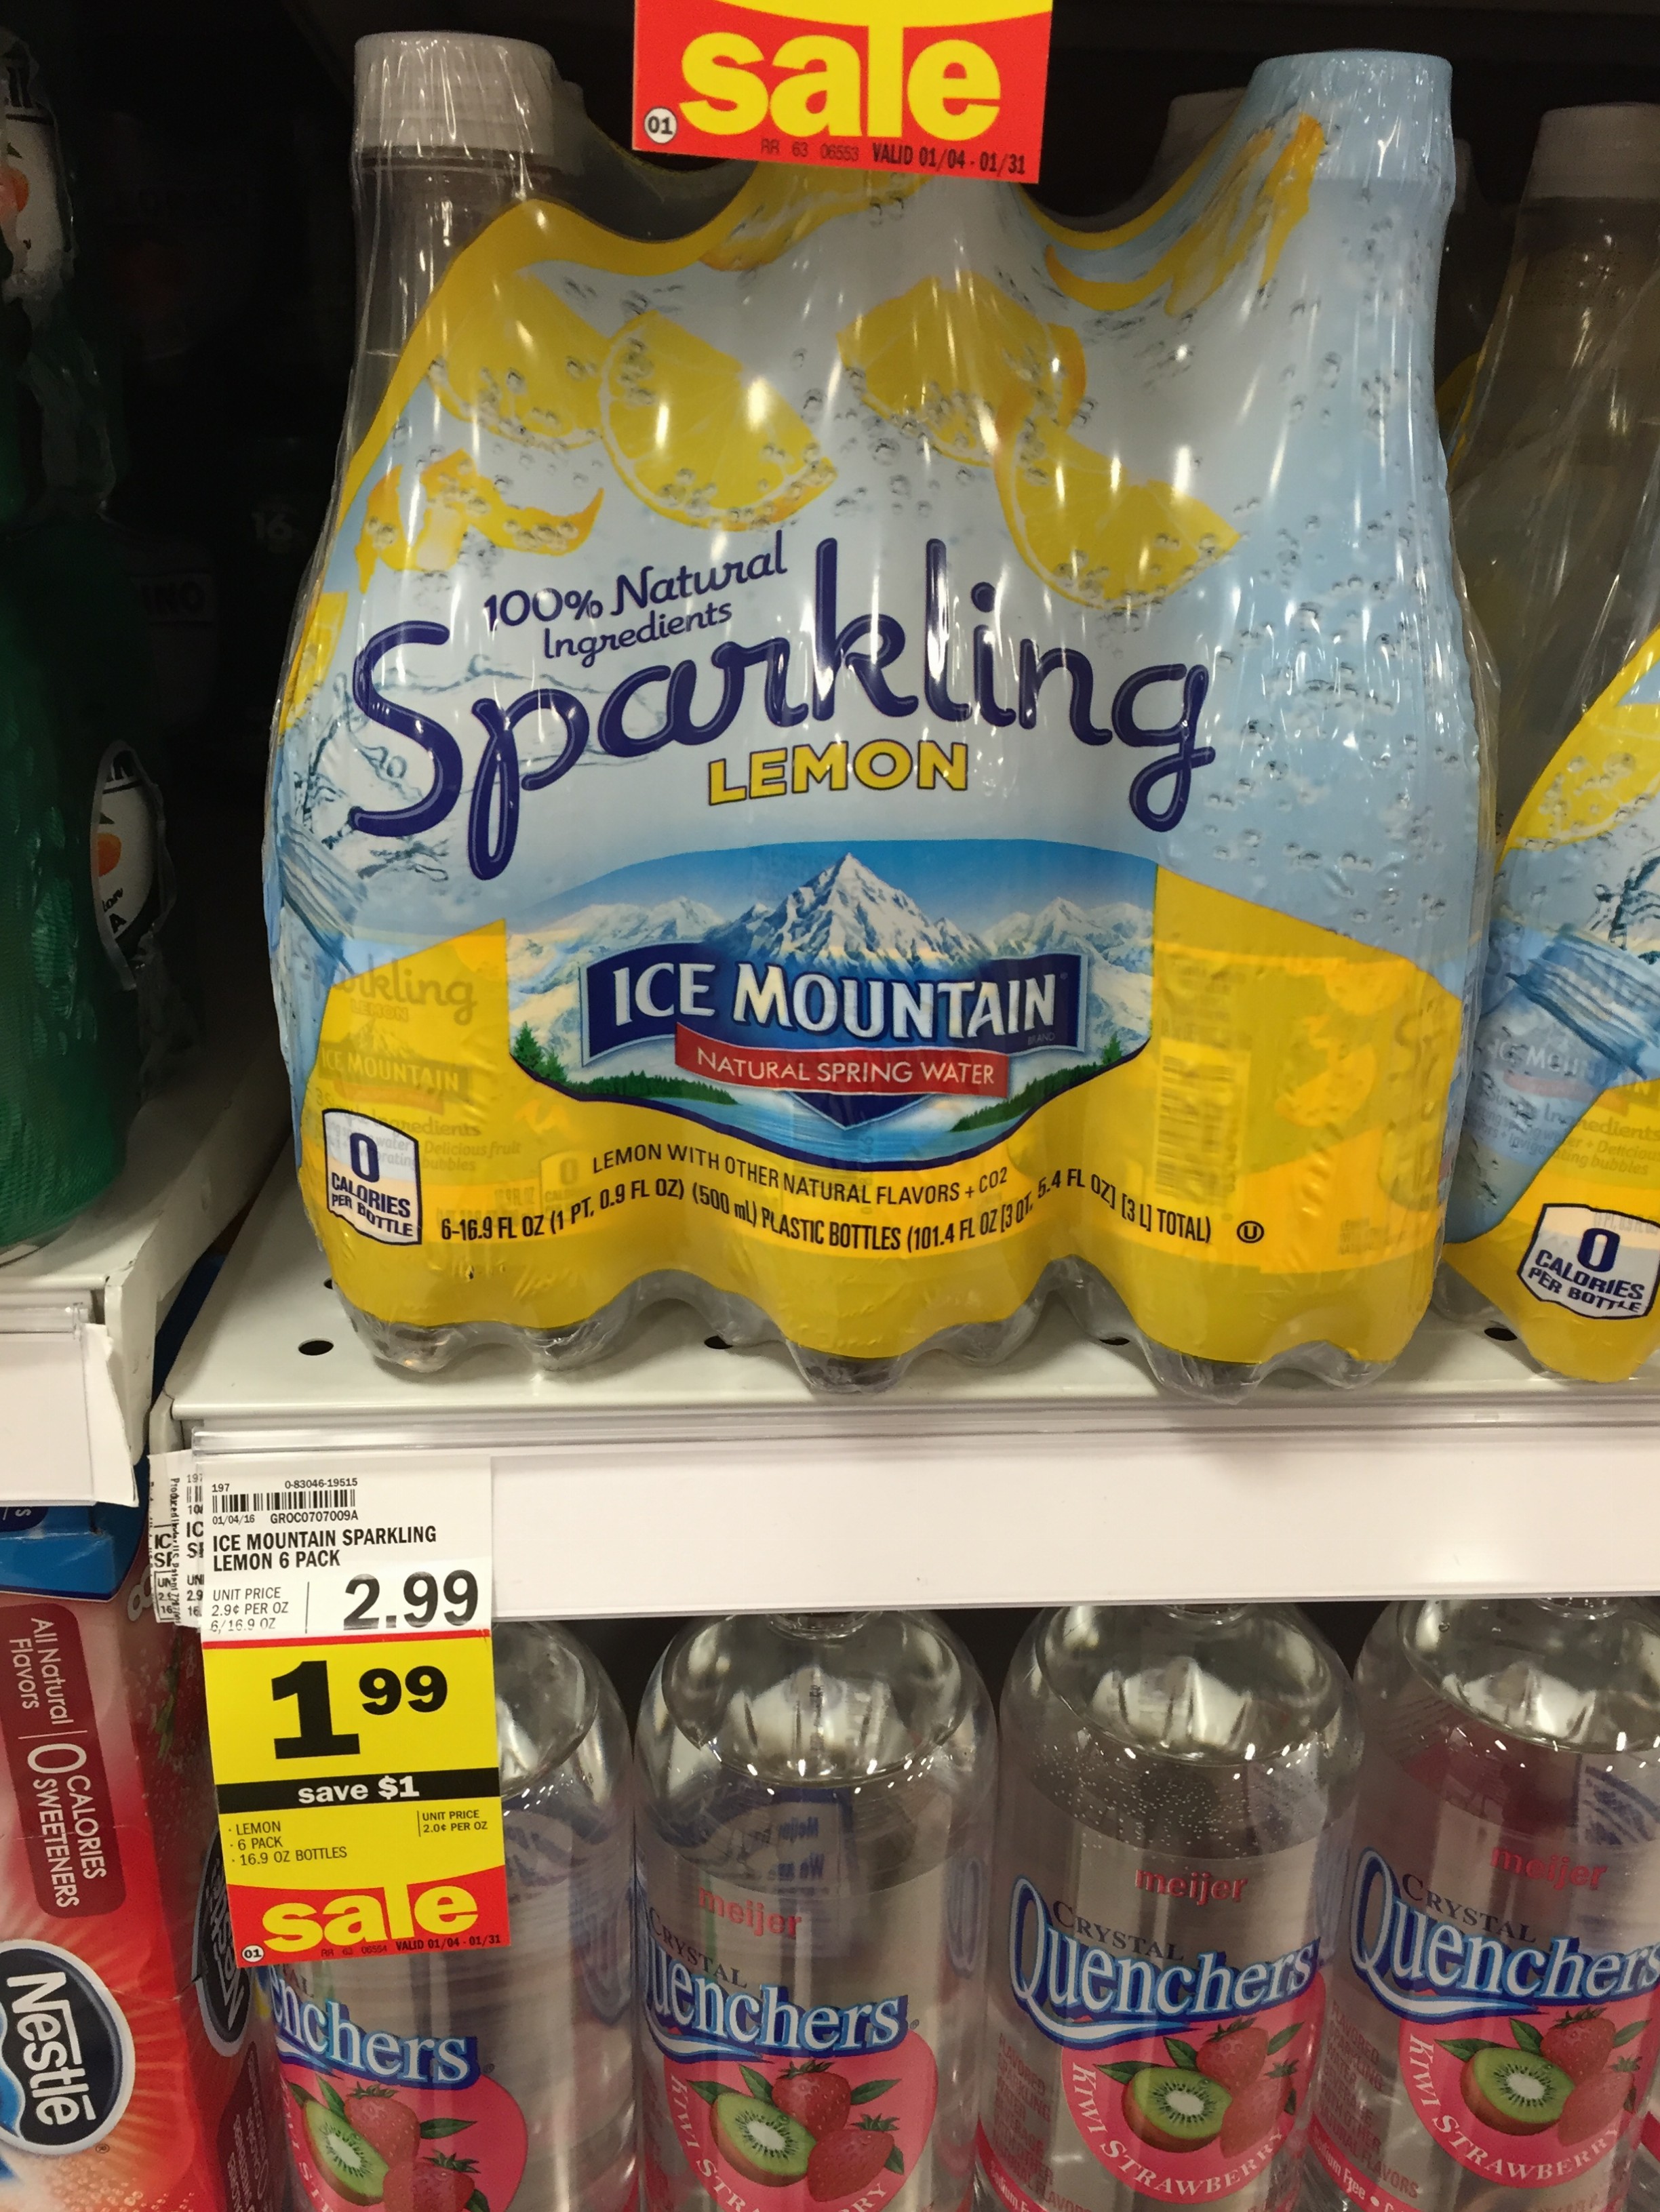 sale
01
RR 63 06553 VALID 01/04 - 01/31
100% Natural
Ingredients
Sparkling
LEMON
ICE MOUNTAIN®
BRAND
NATURAL SPRING WATER
0
CALORIES
PER BOTTLE
LEMON WITH OTHER NATURAL FLAVORS + CO2
6-16.9 FL OZ (1 PT, 0.9 FL OZ) (500 mL) PLASTIC BOTTLES (101.4 FL OZ [3 QT, 5.4 FL OZ] [3 L] TOTAL) U
0
CALORIES
PER BOTTLE
197 0-83046-19515
01/04/16 GROC0707009A
ICE MOUNTAIN SPARKLING
LEMON 6 PACK
UNIT PRICE
2.9¢ PER OZ
6/16.9 OZ
2.99
1 99
save $1
· LEMON
· 6 PACK
· 16.9 OZ BOTTLES
UNIT PRICE
2.0¢ PER OZ
sale
01 RR 63 06554 VALID 01/04 - 01/31
All Natural
Flavors
0 CALORIES
SWEETENERS
Nestlé
enchers
meijer
CRYSTAL
Quenchers
KIWI STRAWBERRY
meijer
CRYSTAL
Quenchers
KIWI STRAWBERRY
meijer
CRYSTAL
Quenchers
KIWI STRAWBERRY